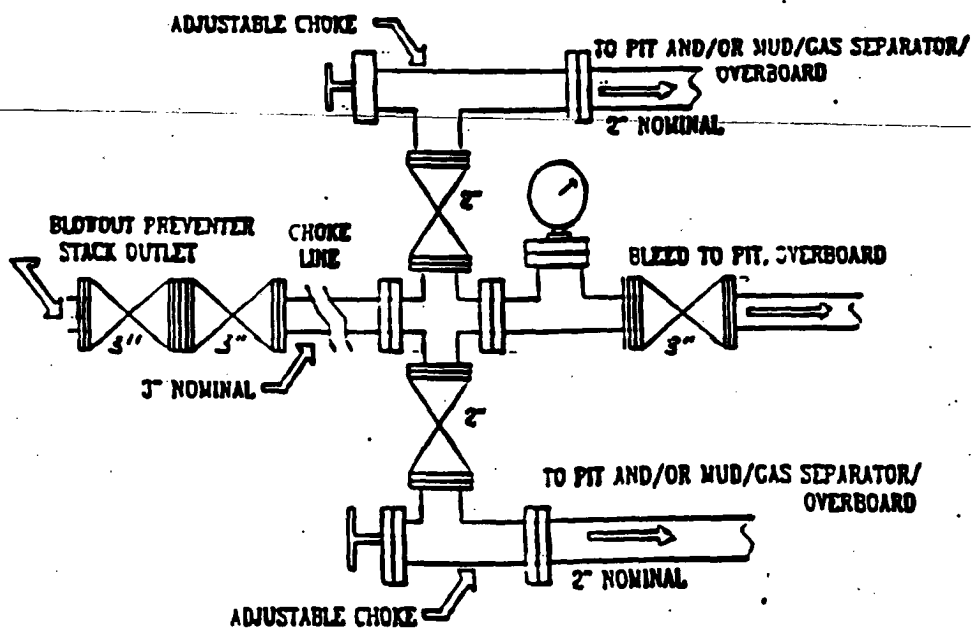 ADJUSTABLE CHOKE
TO PIT AND/OR MUD/GAS SEPARATOR/
OVERBOARD
2" NOMINAL
2"
BLOWOUT PREVENTER
STACK OUTLET
CHOKE
LINE
BLEED TO PIT, OVERBOARD
3"
3"
3"
3" NOMINAL
2"
TO PIT AND/OR MUD/GAS SEPARATOR/
OVERBOARD
2" NOMINAL
ADJUSTABLE CHOKE